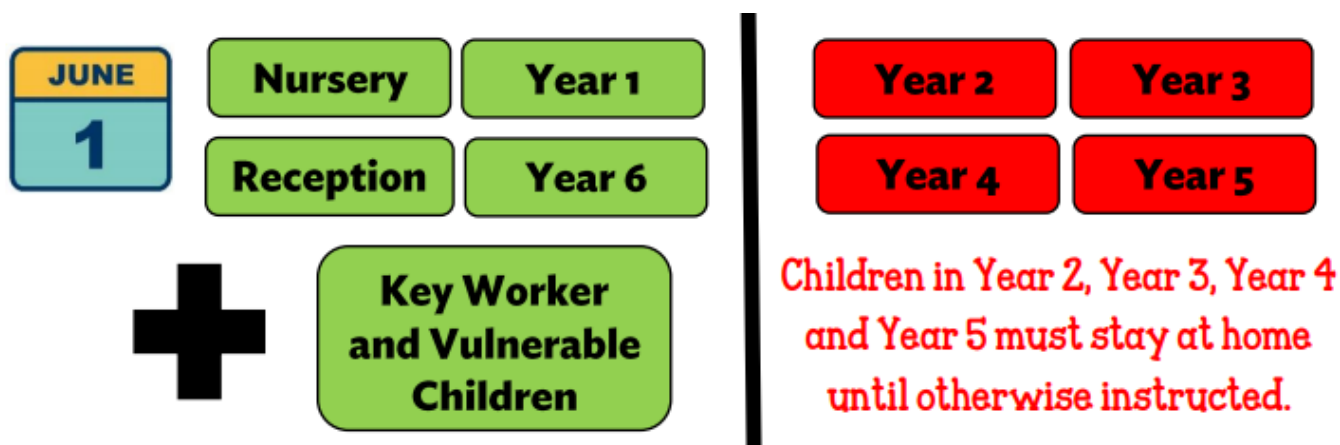 JUNE
1
Nursery
Year 1
Reception
Year 6
Key Worker
and Vulnerable
Children
Year 2
Year 3
Year 4
Year 5
Children in Year 2, Year 3, Year 4
and Year 5 must stay at home
until otherwise instructed.